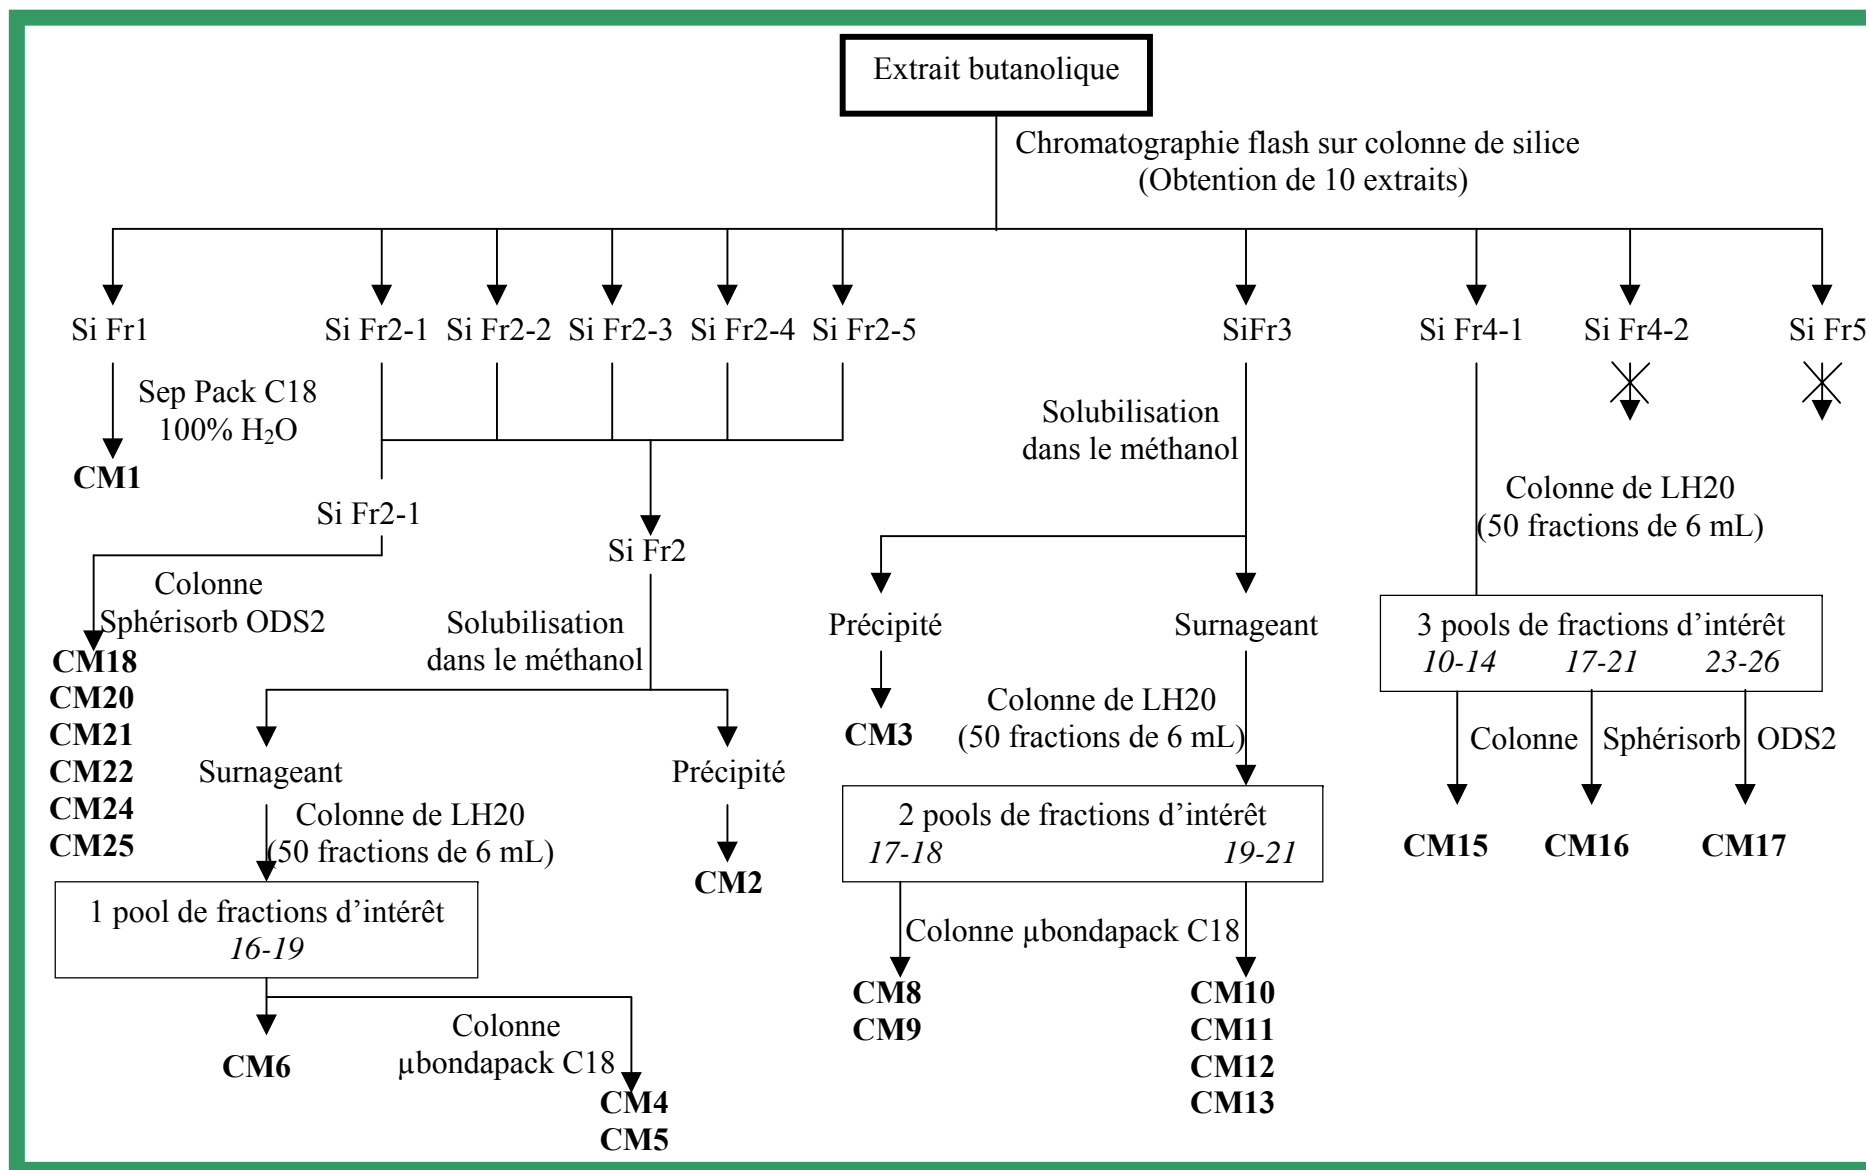 Extrait butanolique
Chromatographie flash sur colonne de silice
(Obtention de 10 extraits)
Si Fr1
Si Fr2-1
Si Fr2-2
Si Fr2-3
Si Fr2-4
Si Fr2-5
SiFr3
Si Fr4-1
Si Fr4-2
Si Fr5
Sep Pack C18
100% H₂O
CM1
Si Fr2-1
Colonne
Sphérisorb ODS2
CM18
CM20
CM21
CM22
CM24
CM25
Si Fr2
Solubilisation
dans le méthanol
Surnageant
Précipité
Colonne de LH20
(50 fractions de 6 mL)
CM2
1 pool de fractions d’intérêt
16-19
CM6
Colonne
µbondapack C18
CM4
CM5
Solubilisation
dans le méthanol
Précipité
Surnageant
CM3
Colonne de LH20
(50 fractions de 6 mL)
2 pools de fractions d’intérêt
17-18 19-21
Colonne µbondapack C18
CM8
CM9
CM10
CM11
CM12
CM13
Colonne de LH20
(50 fractions de 6 mL)
3 pools de fractions d’intérêt
10-14 17-21 23-26
Colonne Sphérisorb ODS2
CM15 CM16 CM17